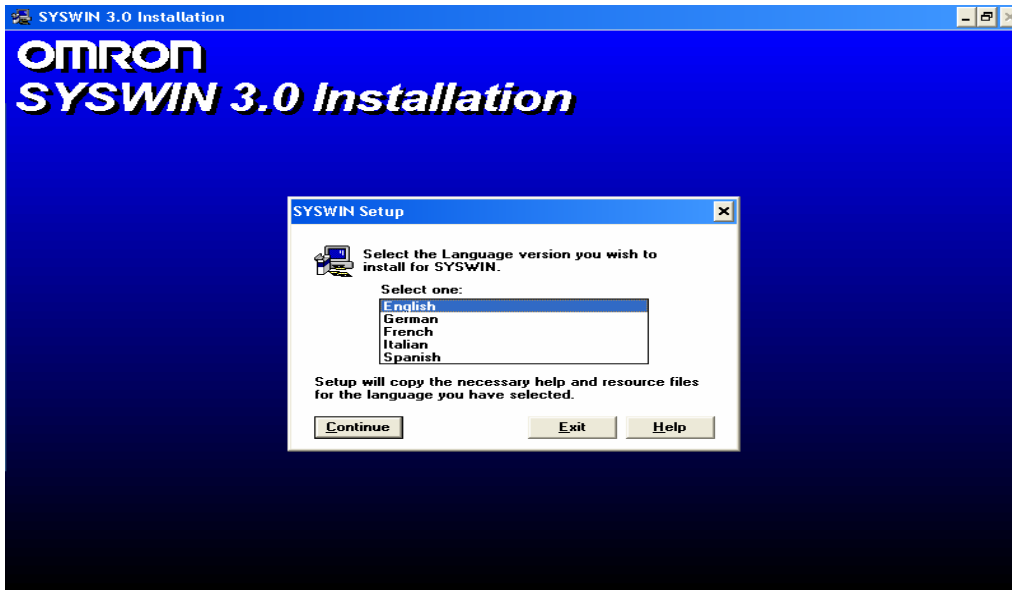 SYSWIN 3.0 Installation
OMRON
SYSWIN 3.0 Installation
SYSWIN Setup
Select the Language version you wish to
install for SYSWIN.
Select one:
English
German
French
Italian
Spanish
Setup will copy the necessary help and resource files
for the language you have selected.
Continue
Exit
Help